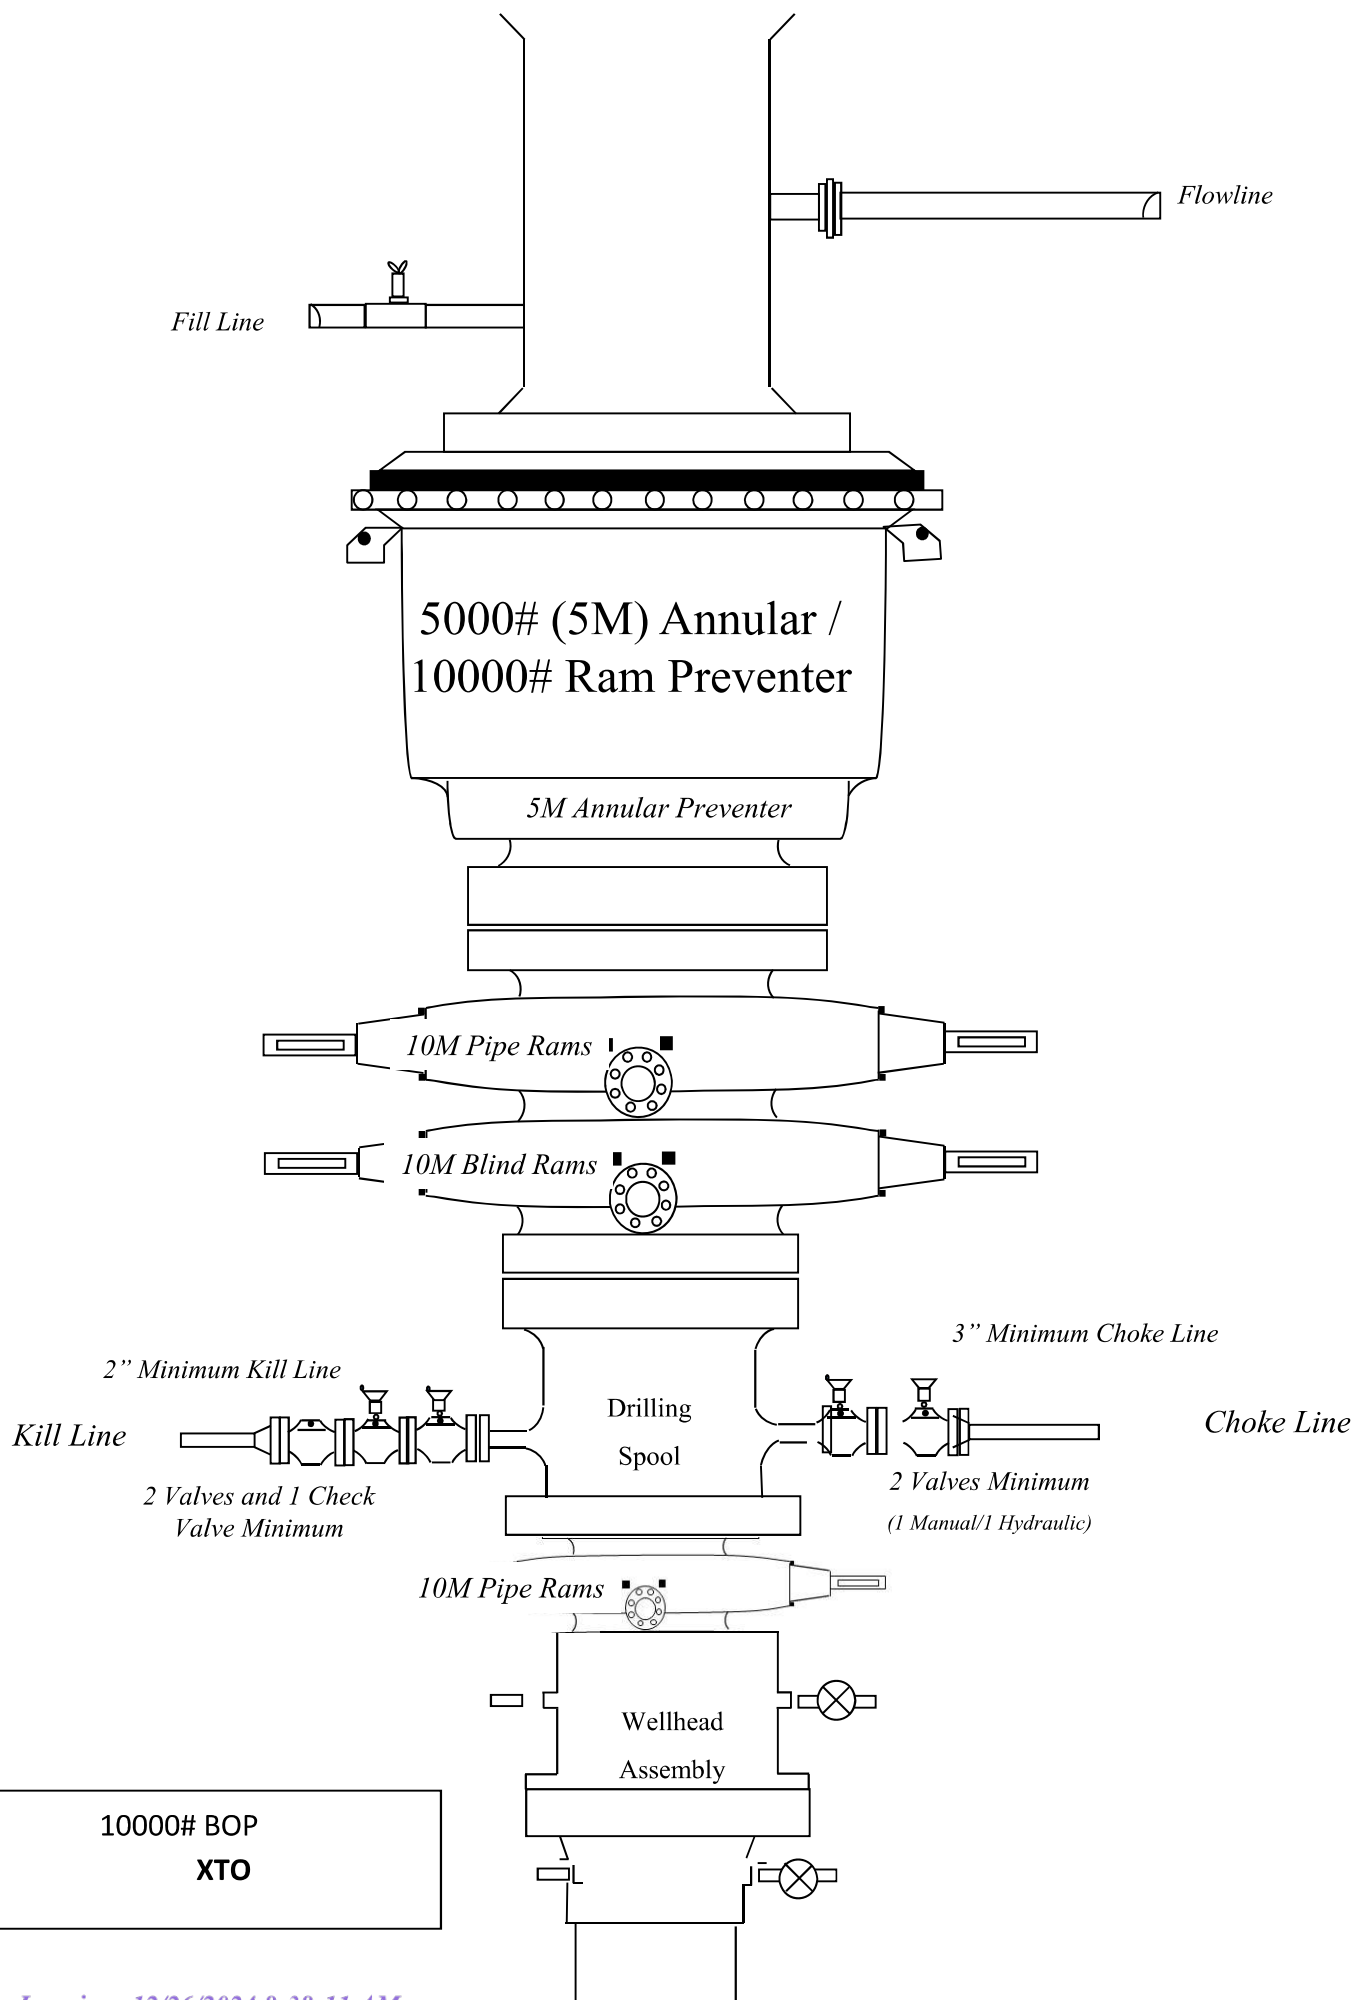 Flowline
Fill Line
5000# (5M) Annular /
10000# Ram Preventer
5M Annular Preventer
10M Pipe Rams
10M Blind Rams
3” Minimum Choke Line
2” Minimum Kill Line
Drilling
Spool
Kill Line
Choke Line
2 Valves and 1 Check
Valve Minimum
2 Valves Minimum
(1 Manual/1 Hydraulic)
10M Pipe Rams
Wellhead
Assembly
10000# BOP
XTO